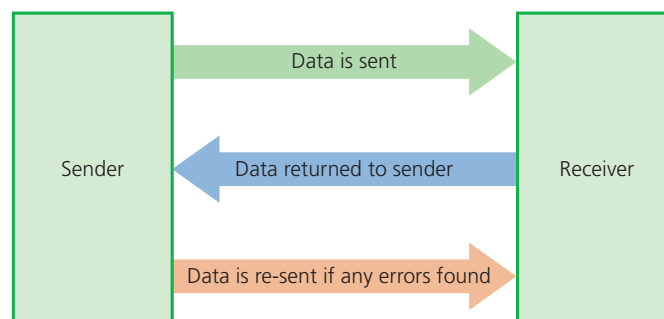 Data is sent
Sender
Data returned to sender
Receiver
Data is re-sent if any errors found